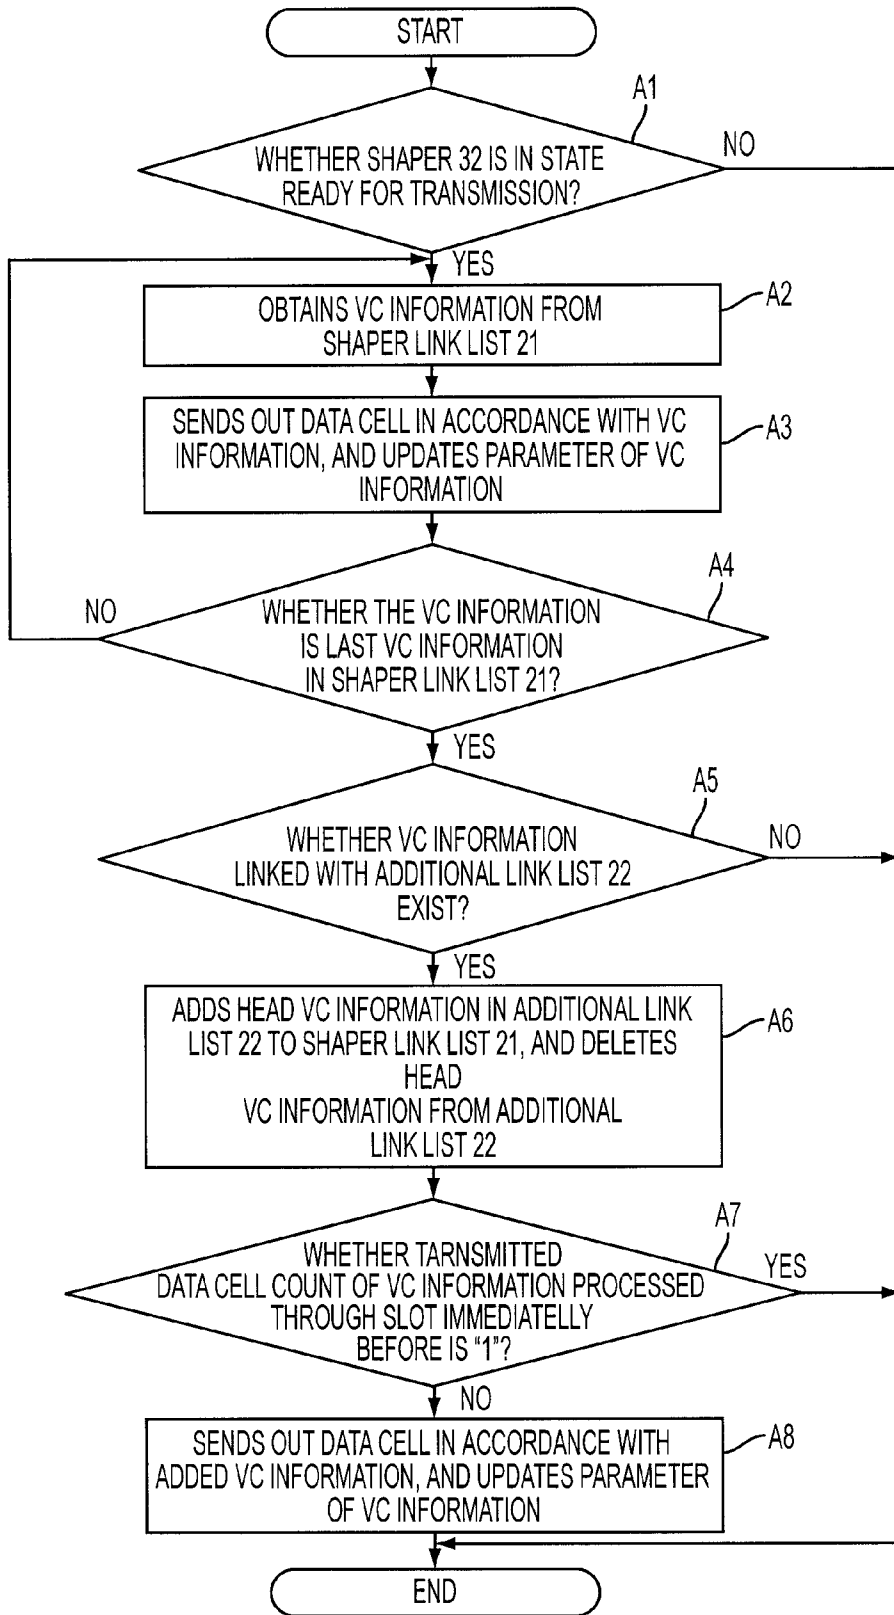 START
A1
WHETHER SHAPER 32 IS IN STATE
READY FOR TRANSMISSION?
NO
YES
OBTAINS VC INFORMATION FROM
SHAPER LINK LIST 21
A2
SENDS OUT DATA CELL IN ACCORDANCE WITH VC
INFORMATION, AND UPDATES PARAMETER OF VC
INFORMATION
A3
A4
NO
WHETHER THE VC INFORMATION
IS LAST VC INFORMATION
IN SHAPER LINK LIST 21?
YES
A5
WHETHER VC INFORMATION
LINKED WITH ADDITIONAL LINK LIST 22
EXIST?
NO
YES
ADDS HEAD VC INFORMATION IN ADDITIONAL LINK
LIST 22 TO SHAPER LINK LIST 21, AND DELETES
HEAD
VC INFORMATION FROM ADDITIONAL
LINK LIST 22
A6
A7
WHETHER TARNSMITTED
DATA CELL COUNT OF VC INFORMATION PROCESSED
THROUGH SLOT IMMEDIATELLY
BEFORE IS "1"?
YES
NO
SENDS OUT DATA CELL IN ACCORDANCE WITH
ADDED VC INFORMATION, AND UPDATES PARAMETER
OF VC INFORMATION
A8
END